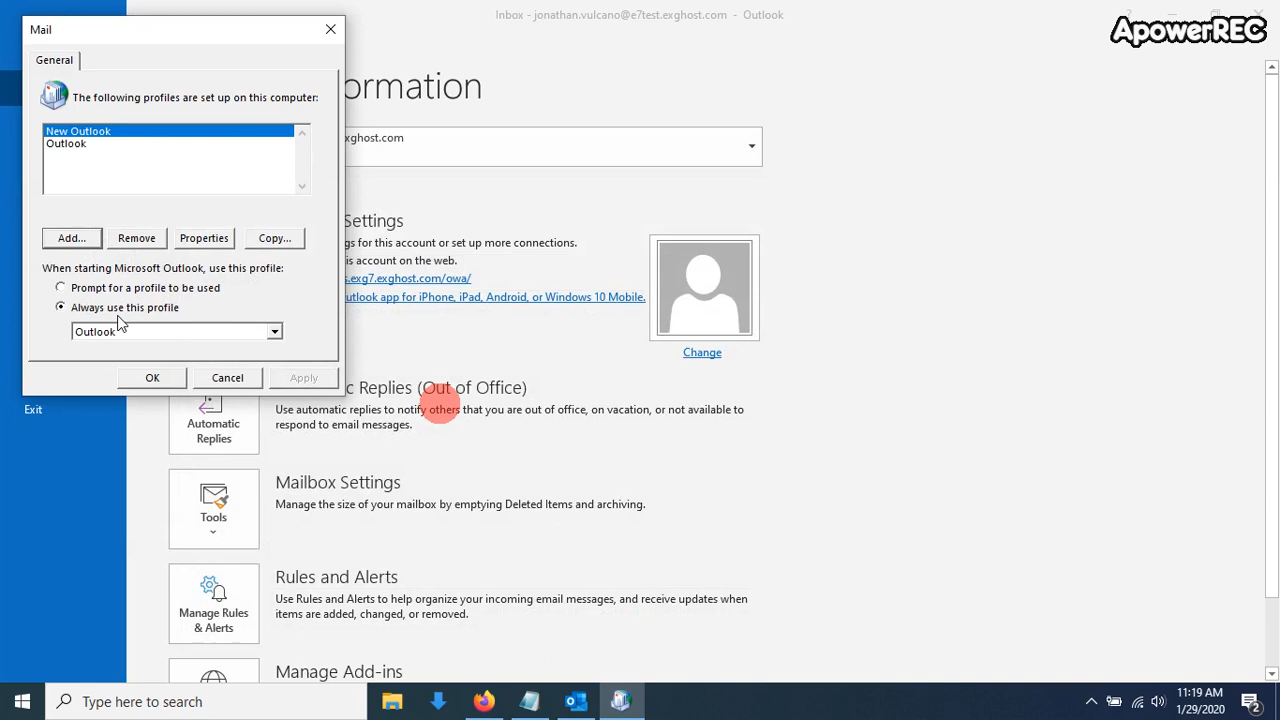 Inbox - jonathan.vulcano@e7test.exghost.com - Outlook
ApowerREC
Mail
General
The following profiles are set up on this computer:
New Outlook
Outlook
Add...
Remove
Properties
Copy...
When starting Microsoft Outlook, use this profile:
Prompt for a profile to be used
Always use this profile
Outlook
OK
Cancel
Apply
ormation
xghost.com
Settings
gs for this account or set up more connections.
account on the web.
s.exg7.exghost.com/owa/
utlook app for iPhone, iPad, Android, or Windows 10 Mobile.
Change
Exit
c Replies (Out of Office)
Use automatic replies to notify others that you are out of office, on vacation, or not available to
respond to email messages.
Automatic
Replies
Mailbox Settings
Manage the size of your mailbox by emptying Deleted Items and archiving.
Tools
Rules and Alerts
Use Rules and Alerts to help organize your incoming email messages, and receive updates when
items are added, changed, or removed.
Manage Rules
& Alerts
Manage Add-ins
Type here to search
11:19 AM
1/29/2020
2